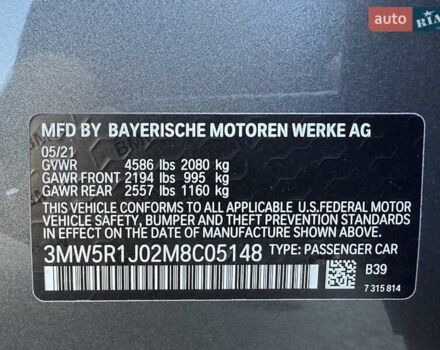 auto RIA
MFD BY BAYERISCHE MOTOREN WERKE AG
05/21
GVWR 4586 lbs 2080 kg
GAWR FRONT 2194 lbs 995 kg
GAWR REAR 2557 lbs 1160 kg
THIS VEHICLE CONFORMS TO ALL APPLICABLE U.S.FEDERAL MOTOR
VEHICLE SAFETY, BUMPER AND THEFT PREVENTION STANDARDS
IN EFFECT ON THE DATE OF MANUFACTURE SHOWN ABOVE.
3MW5R1J02M8C05148 TYPE: PASSENGER CAR
B39
7 315 814